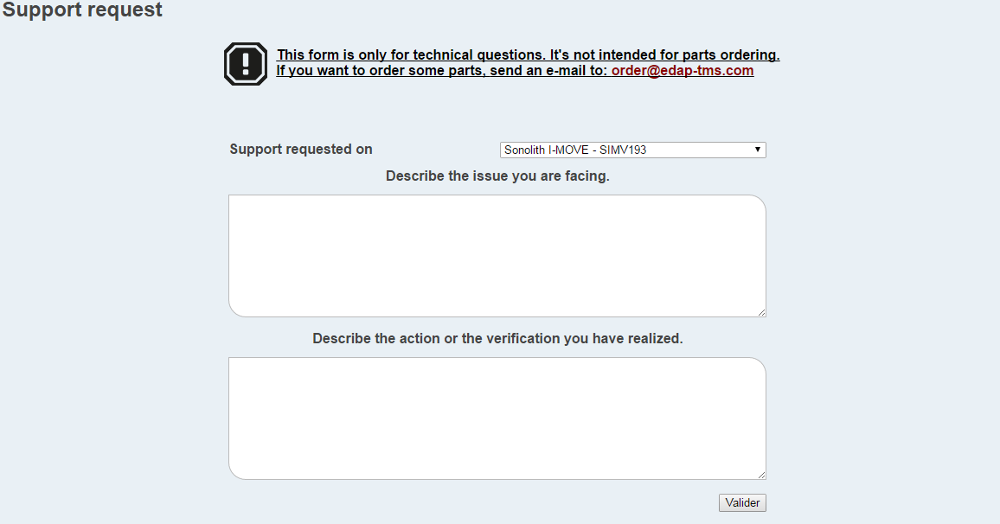 Support request
This form is only for technical questions. It's not intended for parts ordering.
If you want to order some parts, send an e-mail to: order@edap-tms.com
Support requested on Sonolith I-MOVE - SIMV193
Describe the issue you are facing.
Describe the action or the verification you have realized.
Valider